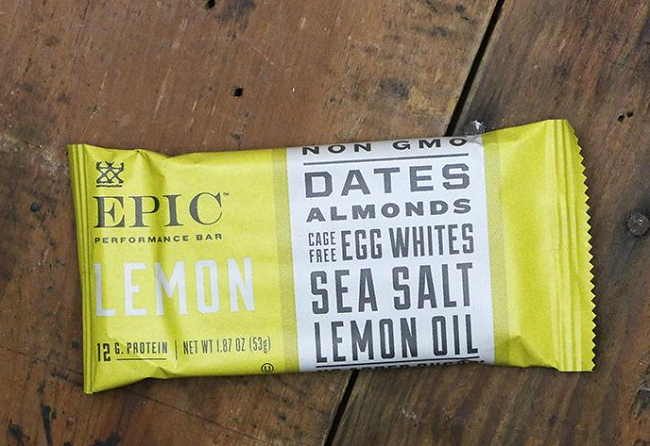 EPIC™
PERFORMANCE BAR
LEMON
12 G. PROTEIN | NET WT 1.87 OZ (53g)
U
NON GMO
DATES
ALMONDS
CAGE FREE EGG WHITES
SEA SALT
LEMON OIL